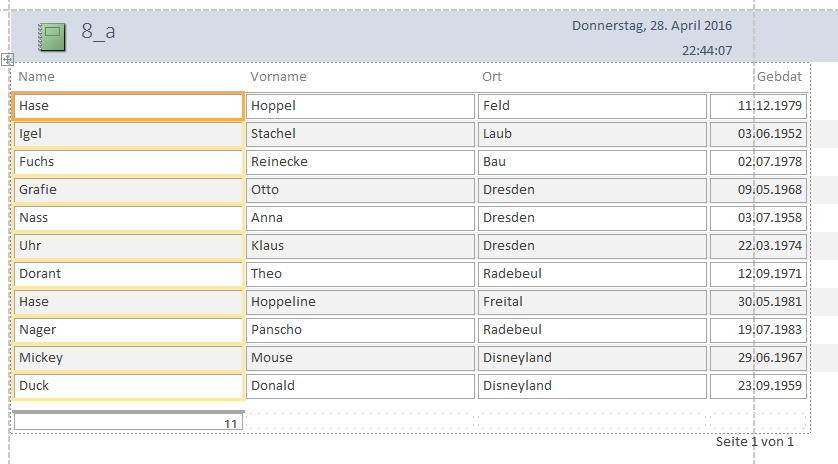 8_a
Donnerstag, 28. April 2016
22:44:07
Name Vorname Ort Gebdat
Hase Hoppel Feld 11.12.1979
Igel Stachel Laub 03.06.1952
Fuchs Reinecke Bau 02.07.1978
Grafie Otto Dresden 09.05.1968
Nass Anna Dresden 03.07.1958
Uhr Klaus Dresden 22.03.1974
Dorant Theo Radebeul 12.09.1971
Hase Hoppeline Freital 30.05.1981
Nager Panscho Radebeul 19.07.1983
Mickey Mouse Disneyland 29.06.1967
Duck Donald Disneyland 23.09.1959
11
Seite 1 von 1